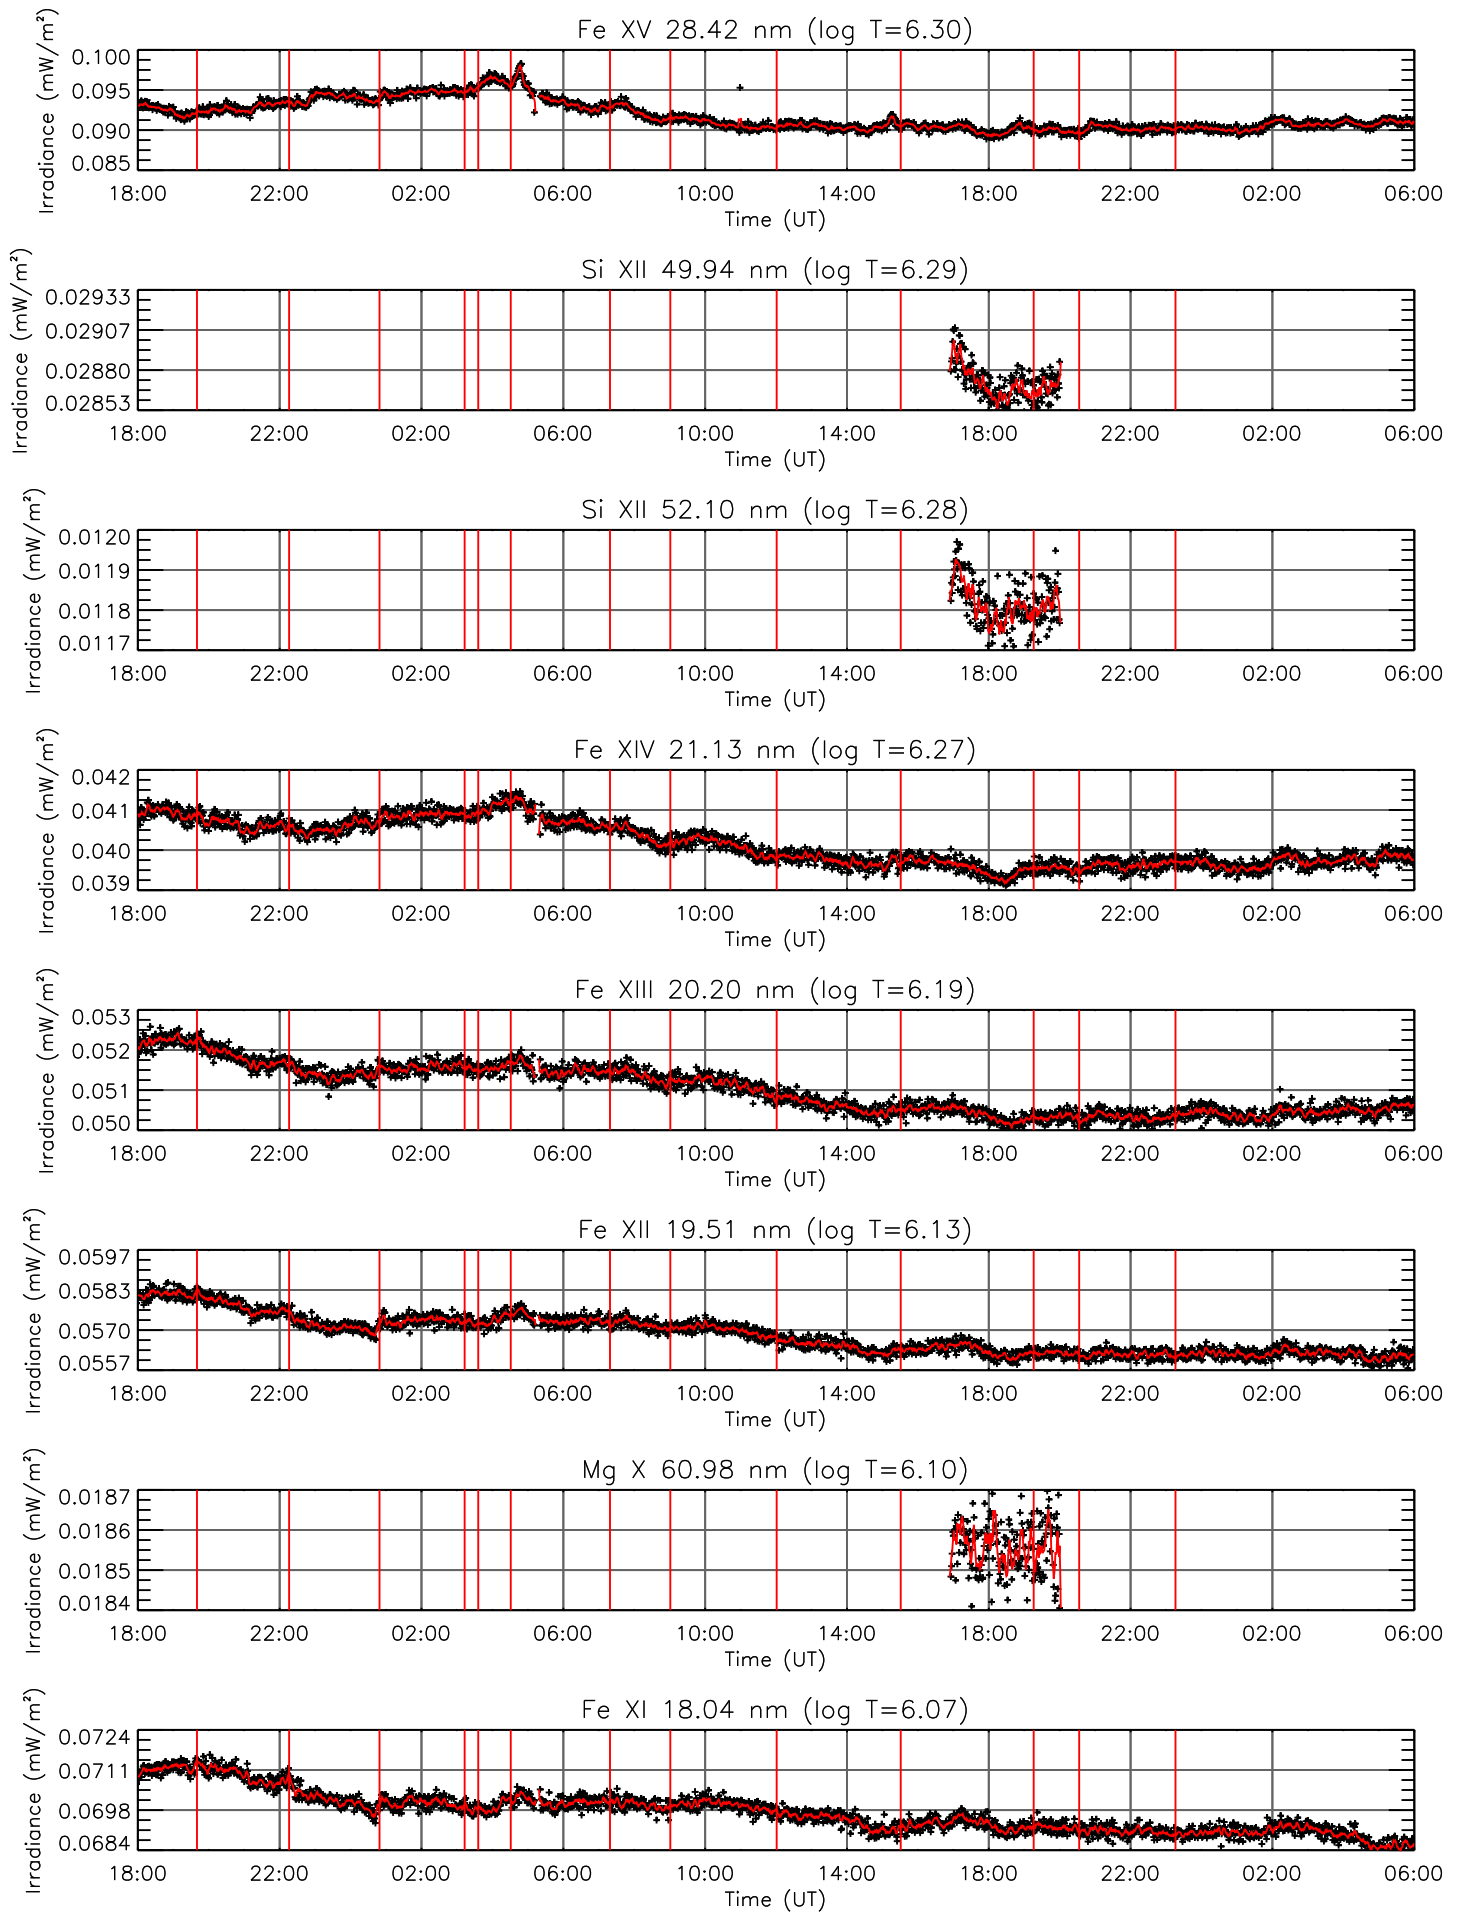 Fe XV 28.42 nm (log T=6.30)
Irradiance (mW/m²)
0.100
0.095
0.090
0.085
18:00 22:00 02:00 06:00 10:00 14:00 18:00 22:00 02:00 06:00
Time (UT)
Si XII 49.94 nm (log T=6.29)
Irradiance (mW/m²)
0.02933
0.02907
0.02880
0.02853
18:00 22:00 02:00 06:00 10:00 14:00 18:00 22:00 02:00 06:00
Time (UT)
Si XII 52.10 nm (log T=6.28)
Irradiance (mW/m²)
0.0120
0.0119
0.0118
0.0117
18:00 22:00 02:00 06:00 10:00 14:00 18:00 22:00 02:00 06:00
Time (UT)
Fe XIV 21.13 nm (log T=6.27)
Irradiance (mW/m²)
0.042
0.041
0.040
0.039
18:00 22:00 02:00 06:00 10:00 14:00 18:00 22:00 02:00 06:00
Time (UT)
Fe XIII 20.20 nm (log T=6.19)
Irradiance (mW/m²)
0.053
0.052
0.051
0.050
18:00 22:00 02:00 06:00 10:00 14:00 18:00 22:00 02:00 06:00
Time (UT)
Fe XII 19.51 nm (log T=6.13)
Irradiance (mW/m²)
0.0597
0.0583
0.0570
0.0557
18:00 22:00 02:00 06:00 10:00 14:00 18:00 22:00 02:00 06:00
Time (UT)
Mg X 60.98 nm (log T=6.10)
Irradiance (mW/m²)
0.0187
0.0186
0.0185
0.0184
18:00 22:00 02:00 06:00 10:00 14:00 18:00 22:00 02:00 06:00
Time (UT)
Fe XI 18.04 nm (log T=6.07)
Irradiance (mW/m²)
0.0724
0.0711
0.0698
0.0684
18:00 22:00 02:00 06:00 10:00 14:00 18:00 22:00 02:00 06:00
Time (UT)